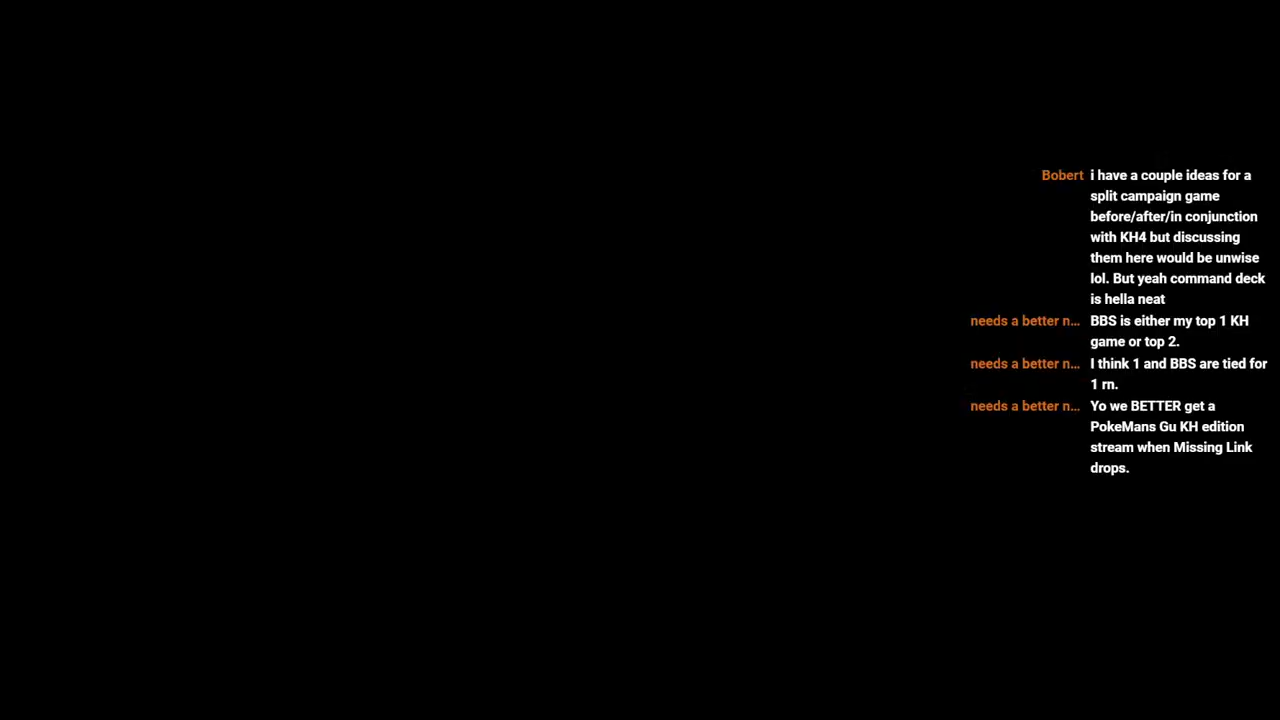 Bobert i have a couple ideas for a
split campaign game
before/after/in conjunction
with KH4 but discussing
them here would be unwise
lol. But yeah command deck
is hella neat
needs a better n... BBS is either my top 1 KH
game or top 2.
needs a better n... I think 1 and BBS are tied for
1 rn.
needs a better n... Yo we BETTER get a
PokeMans Gu KH edition
stream when Missing Link
drops.